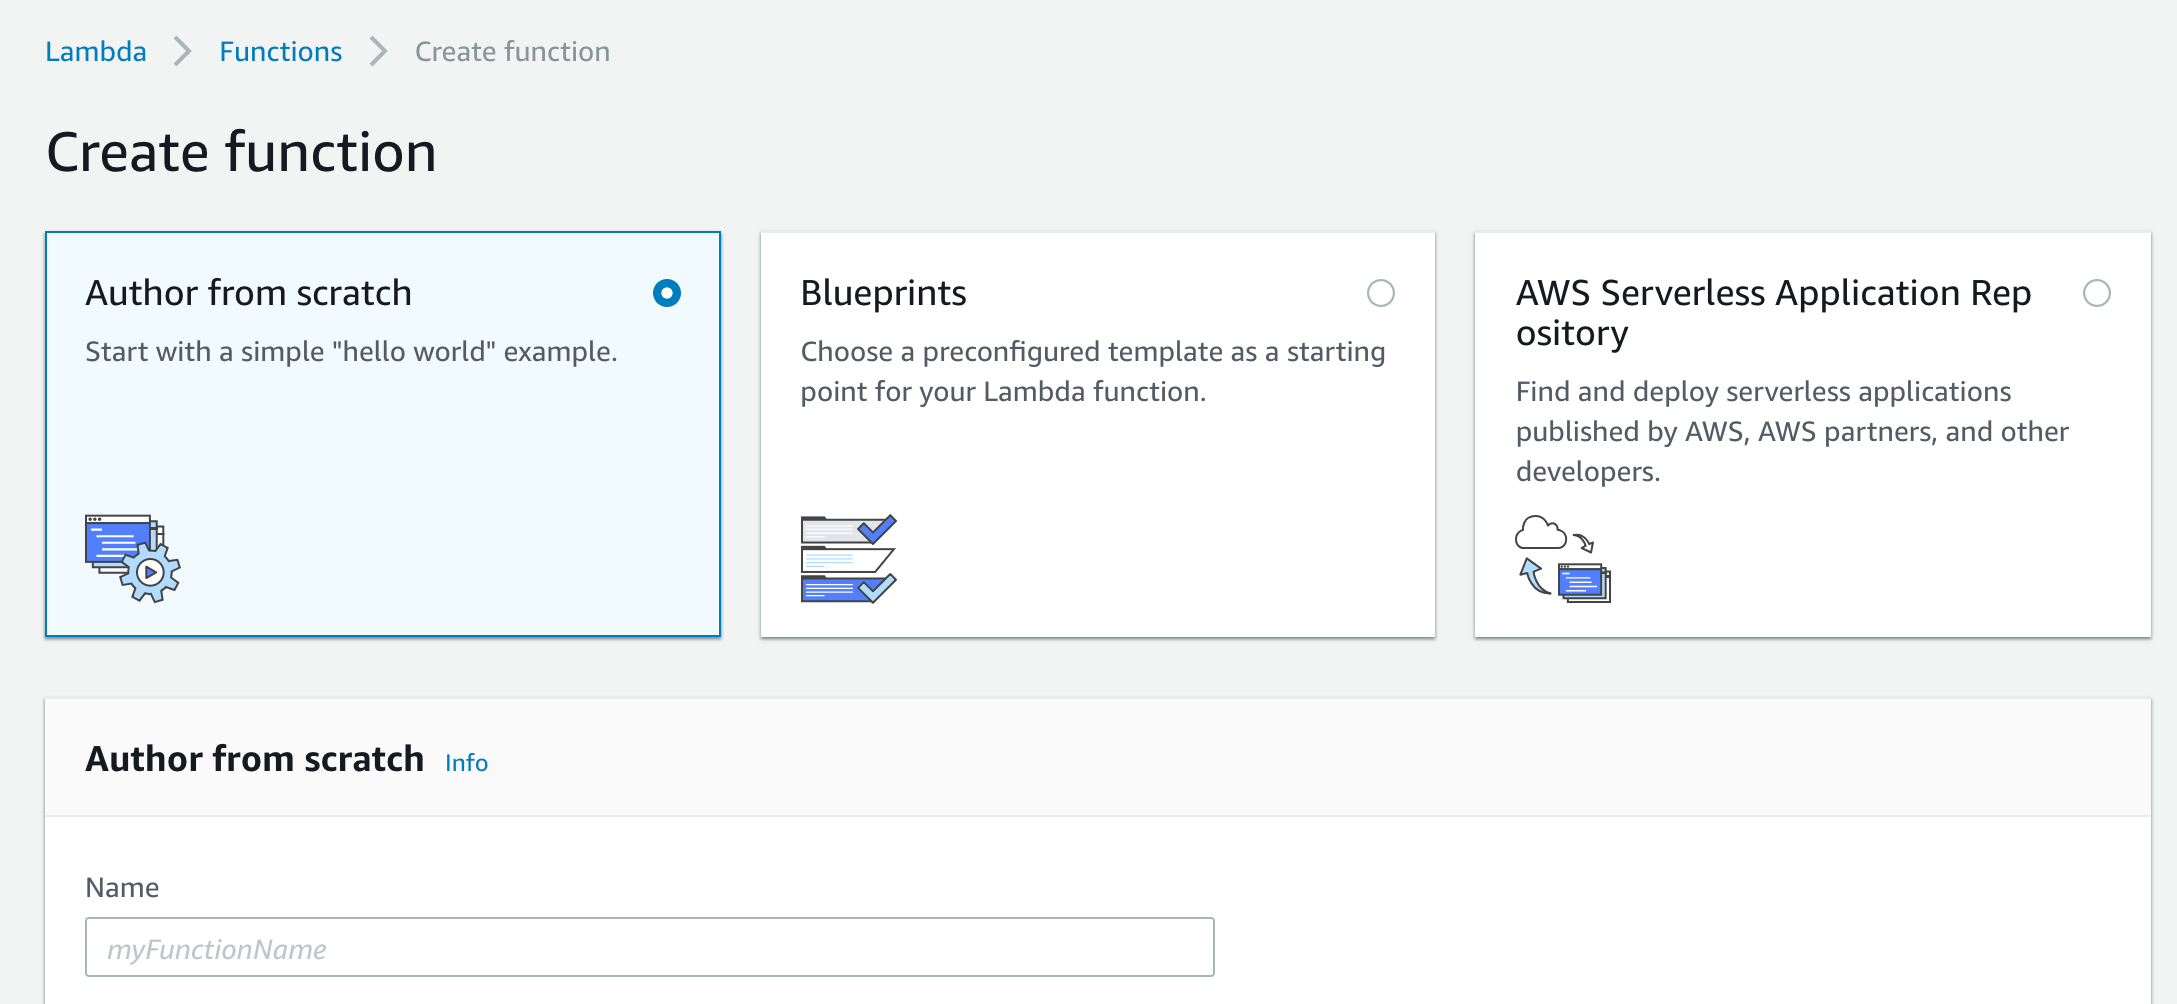 Lambda > Functions > Create function
Create function
Author from scratch
Start with a simple "hello world" example.
Blueprints
Choose a preconfigured template as a starting
point for your Lambda function.
AWS Serverless Application Rep
ository
Find and deploy serverless applications
published by AWS, AWS partners, and other
developers.
Author from scratch Info
Name
myFunctionName